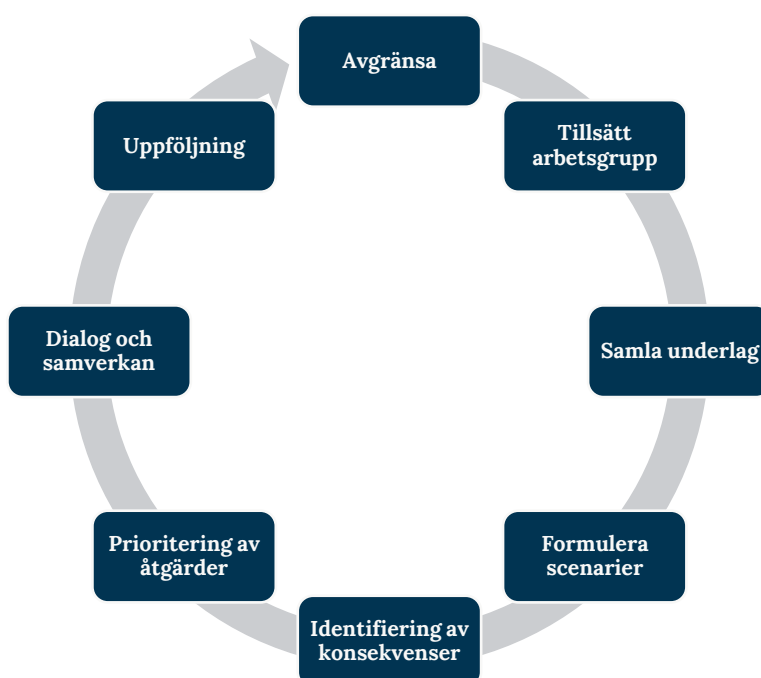 Avgränsa
Tillsätt
arbetsgrupp
Samla underlag
Formulera
scenarier
Identifiering av
konsekvenser
Prioritering av
åtgärder
Dialog och
samverkan
Uppföljning